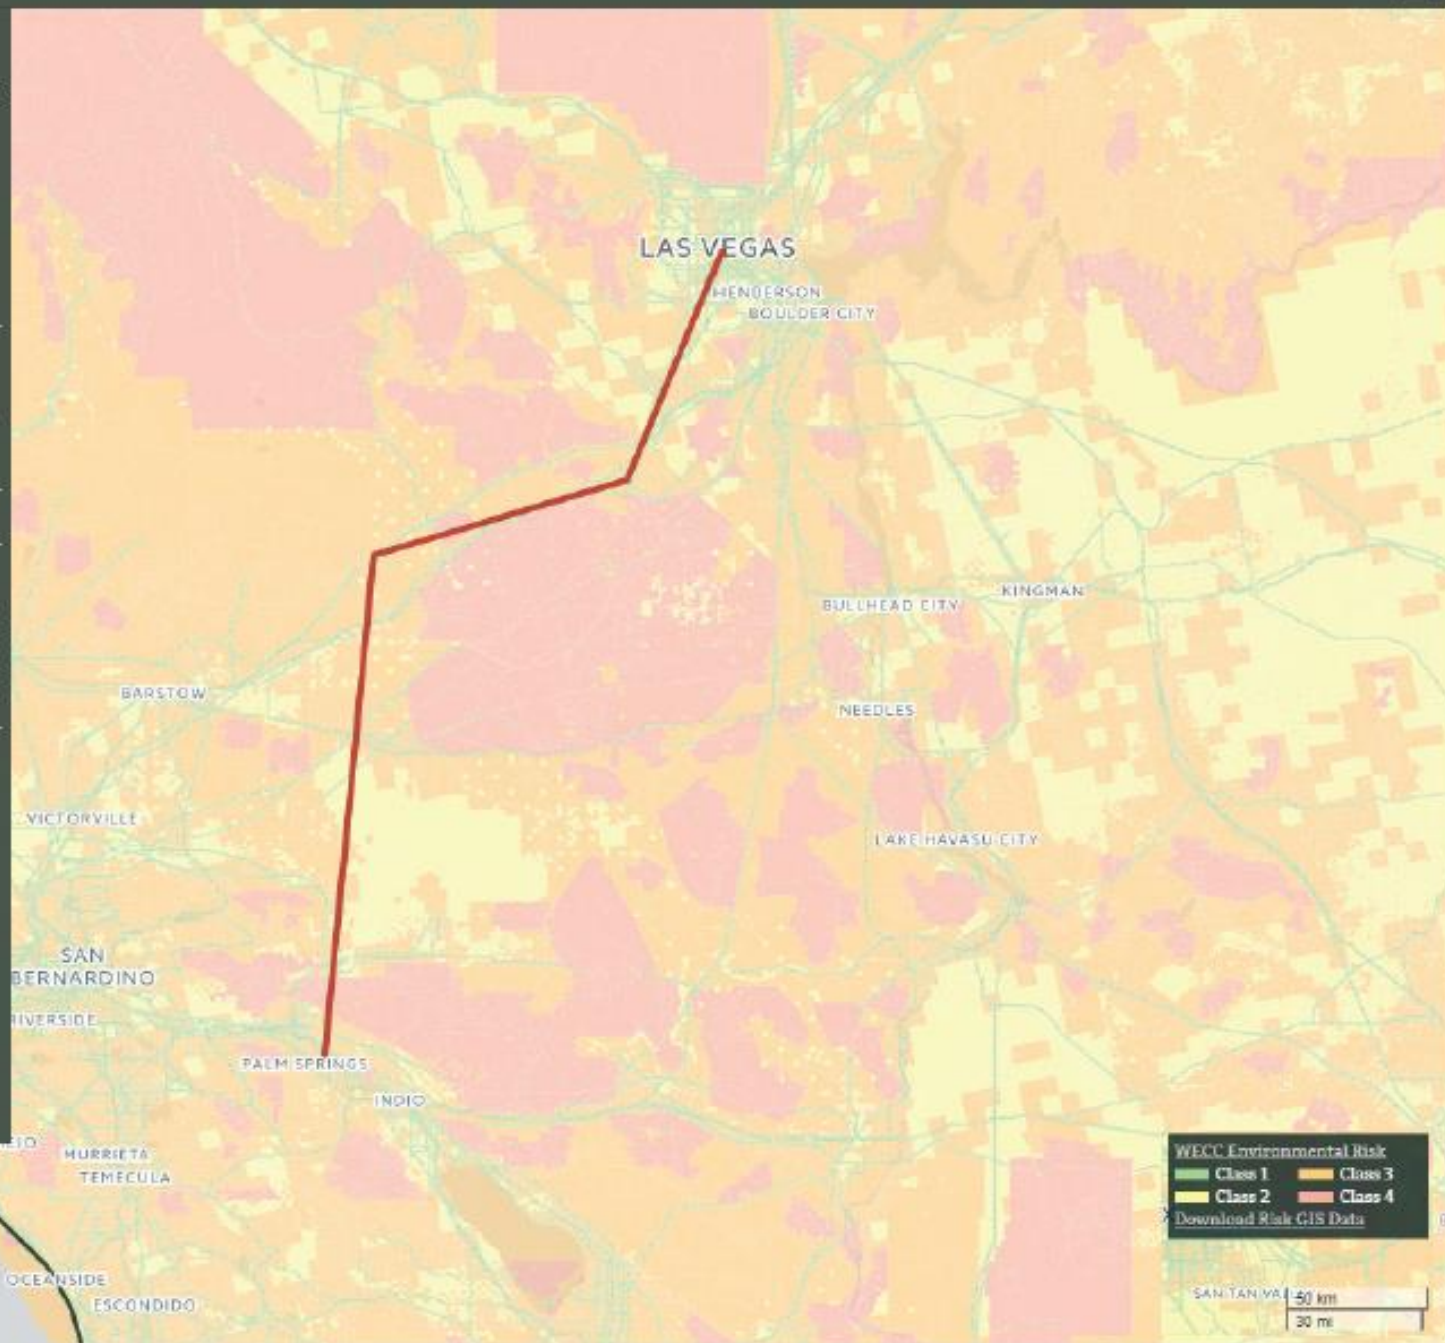 LAS VEGAS
HENDERSON
BOULDER CITY
KINGMAN
BULLHEAD CITY
BARSTOW
NEEDLES
VICTORVILLE
LAKE HAVASU CITY
SAN
BERNARDINO
RIVERSIDE
PALM SPRINGS
INDIO
MURRIETA
TEMECULA
WECC Environmental Risk
Class 1 Class 3
Class 2 Class 4
Download Risk GIS Data
OCEANSIDE
ESCONDIDO
SAN TAN
50 km
30 mi